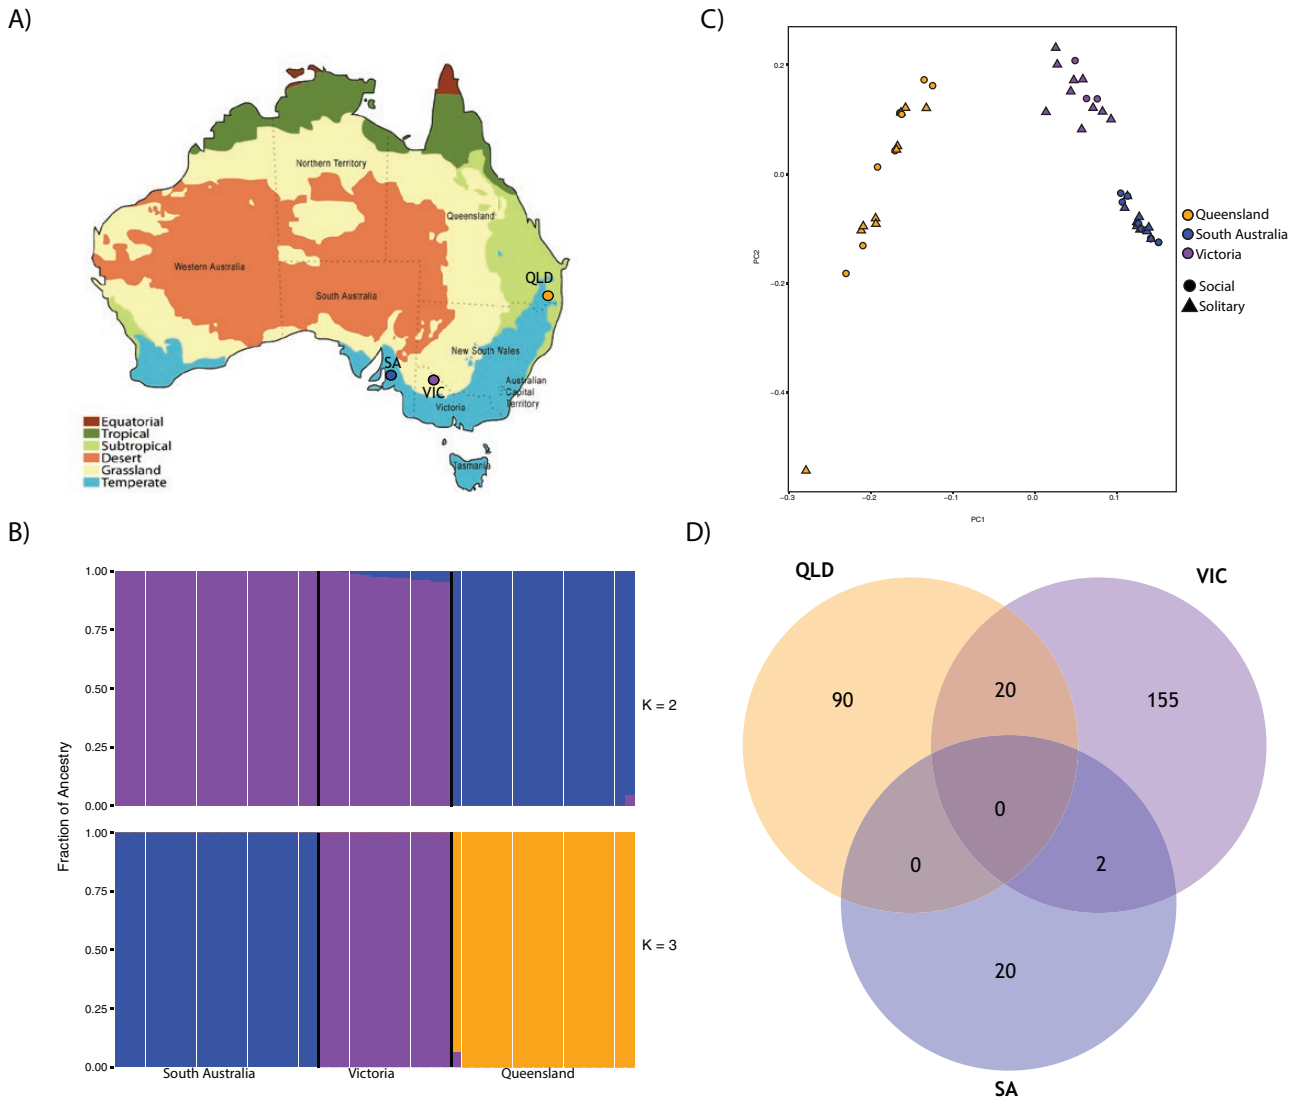 A)
Northern Territory
Queensland
Western Australia
South Australia
QLD
New South Wales
SA
VIC
Australian
Capital
Territory
Victoria
Tasmania
Equatorial
Tropical
Subtropical
Desert
Grassland
Temperate
C)
0.2
0.0
−0.2
−0.4
PC2
−0.3
−0.2
−0.1
0.0
0.1
PC1
Queensland
South Australia
Victoria
Social
Solitary
B)
Fraction of Ancestry
1.00
0.75
0.50
0.25
0.00
K = 2
1.00
0.75
0.50
0.25
0.00
K = 3
South Australia
Victoria
Queensland
D)
QLD
VIC
90
20
155
0
0
2
20
SA